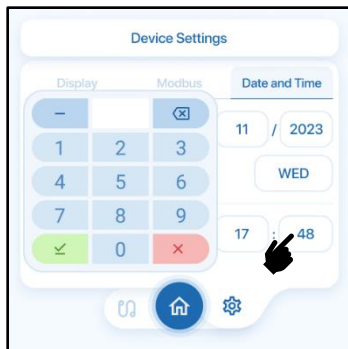 Device Settings
Display Modbus Date and Time
−
11 / 2023
1 2 3
WED
4 5 6
7 8 9
17 : 48
0